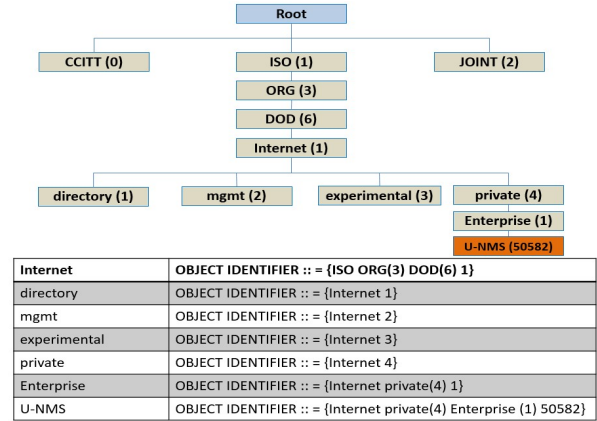 Root
CCITT (0) ISO (1) JOINT (2)
ORG (3)
DOD (6)
Internet (1)
directory (1) mgmt (2) experimental (3) private (4)
Enterprise (1)
U-NMS (50582)
Internet OBJECT IDENTIFIER :: = {ISO ORG(3) DOD(6) 1}
directory OBJECT IDENTIFIER :: = {Internet 1}
mgmt OBJECT IDENTIFIER :: = {Internet 2}
experimental OBJECT IDENTIFIER :: = {Internet 3}
private OBJECT IDENTIFIER :: = {Internet 4}
Enterprise OBJECT IDENTIFIER :: = {Internet private(4) 1}
U-NMS OBJECT IDENTIFIER :: = {Internet private(4) Enterprise (1) 50582}